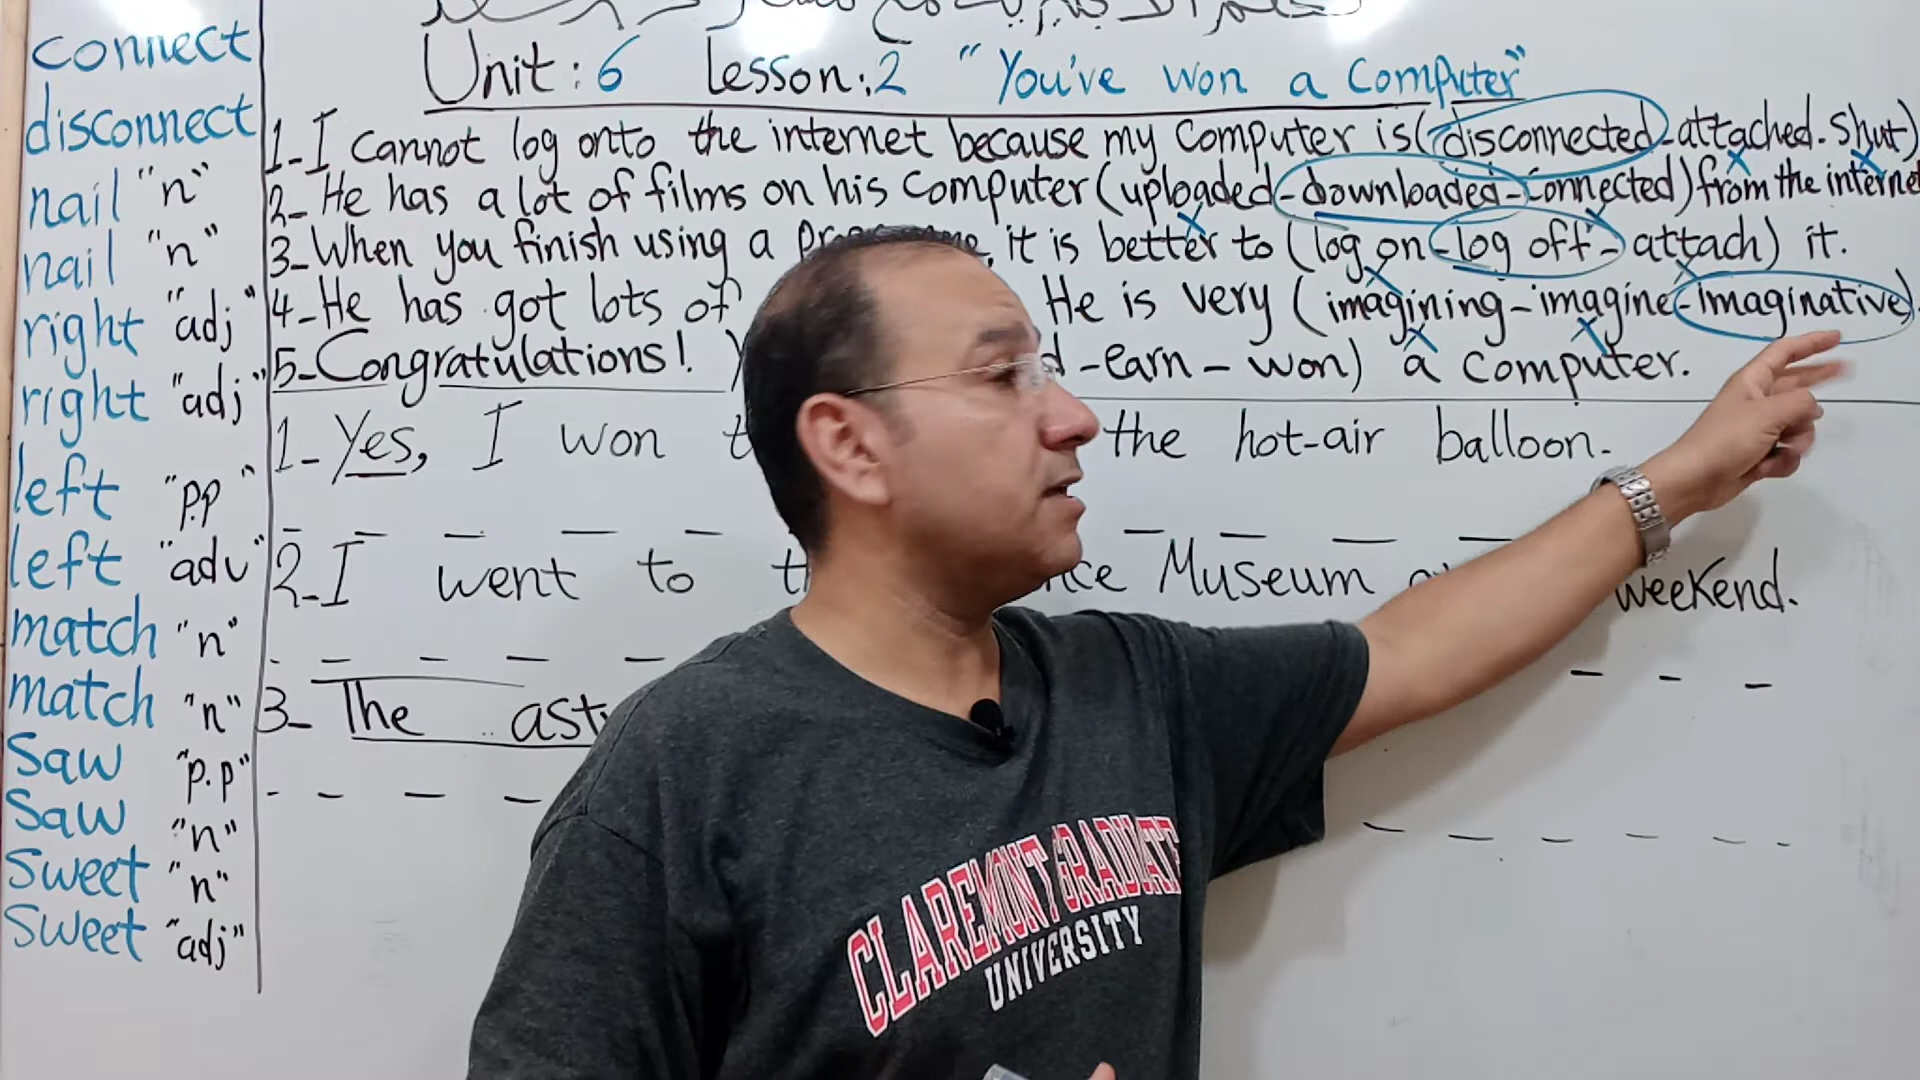 connect
disconnect
nail "n"
nail "n"
right "adj"
right "adj"
left "p.p"
left "adv"
match "n"
match "n"
saw "p.p"
saw "n"
sweet "n"
sweet "adj"
Unit: 6 Lesson: 2 "You've won a Computer"
1- I cannot log onto the internet because my computer is (disconnected - attached - shut)
2- He has a lot of films on his computer (uploaded - downloaded - connected) from the internet
3- When you finish using a it is better to (log on - log off - attach) it.
4- He has got lots of He is very (imagining - imagine - imaginative).
5- Congratulations! - earn - won) a computer.
1- Yes, I won the hot-air balloon.
2- I went to Museum weekend.
3- The
CLAREMONT GRADUATE
UNIVERSITY